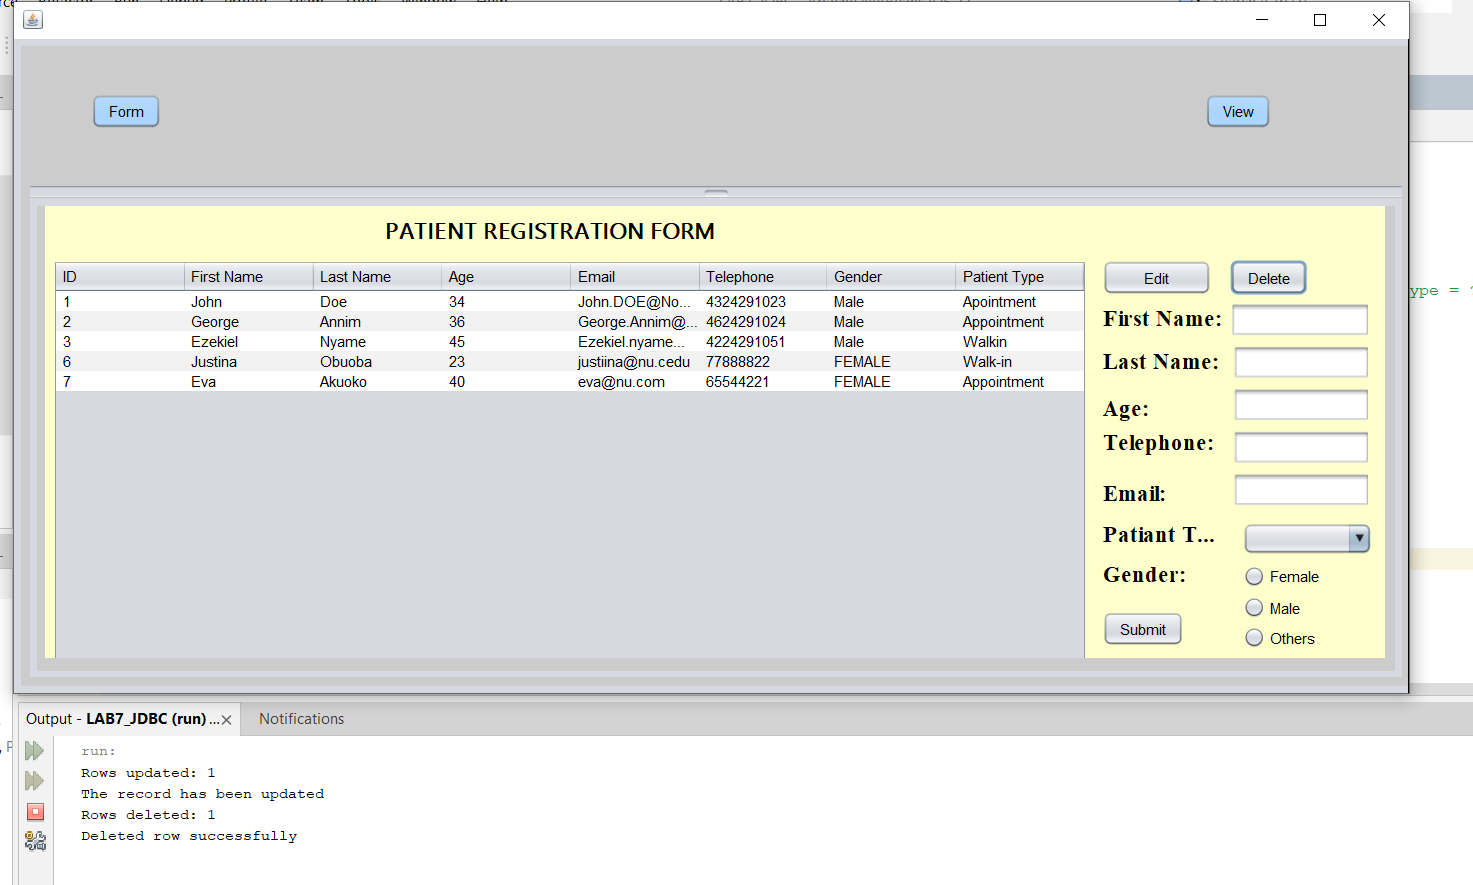 Form
View
PATIENT REGISTRATION FORM
ID First Name Last Name Age Email Telephone Gender Patient Type
1 John Doe 34 John.DOE@No... 4324291023 Male Apointment
2 George Annim 36 George.Annim@... 4624291024 Male Appointment
3 Ezekiel Nyame 45 Ezekiel.nyame... 4224291051 Male Walkin
6 Justina Obuoba 23 justiina@nu.cedu 77888822 FEMALE Walk-in
7 Eva Akuoko 40 eva@nu.com 65544221 FEMALE Appointment
Edit Delete
First Name:
Last Name:
Age:
Telephone:
Email:
Patiant T...
Gender:
Female
Male
Others
Submit
ype = 
Output - LAB7_JDBC (run) ...
Notifications
run:
Rows updated: 1
The record has been updated
Rows deleted: 1
Deleted row successfully